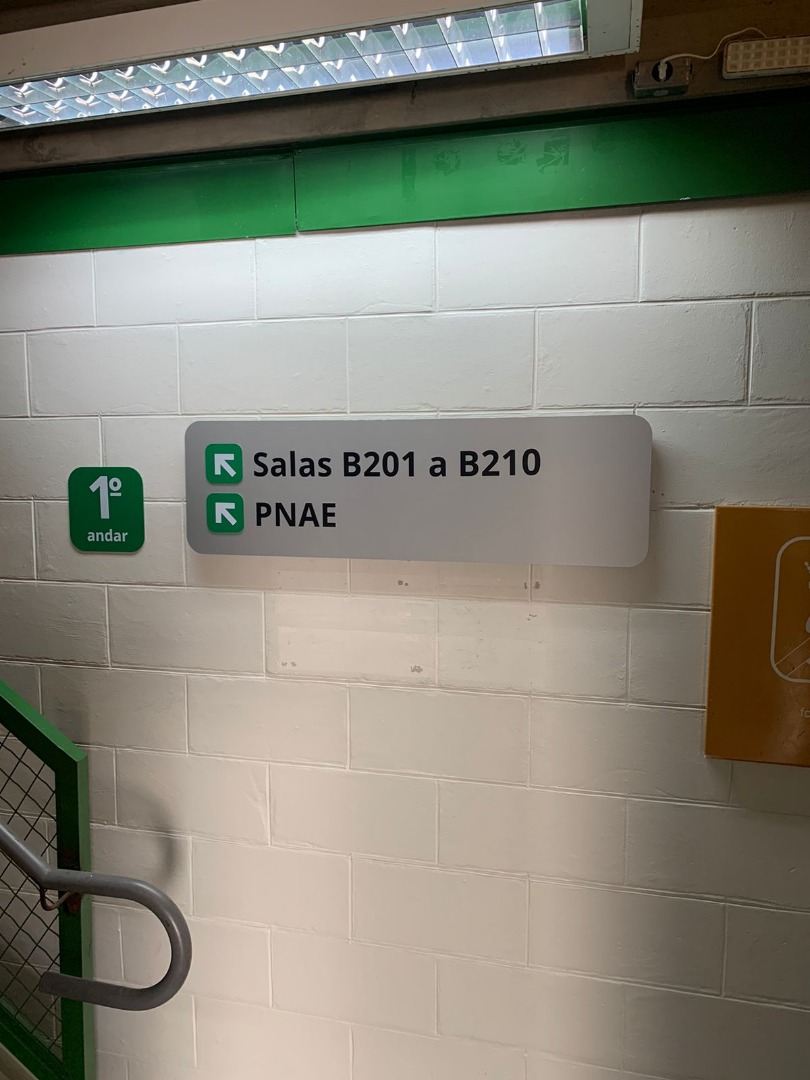 1º
andar
Salas B201 a B210
PNAE